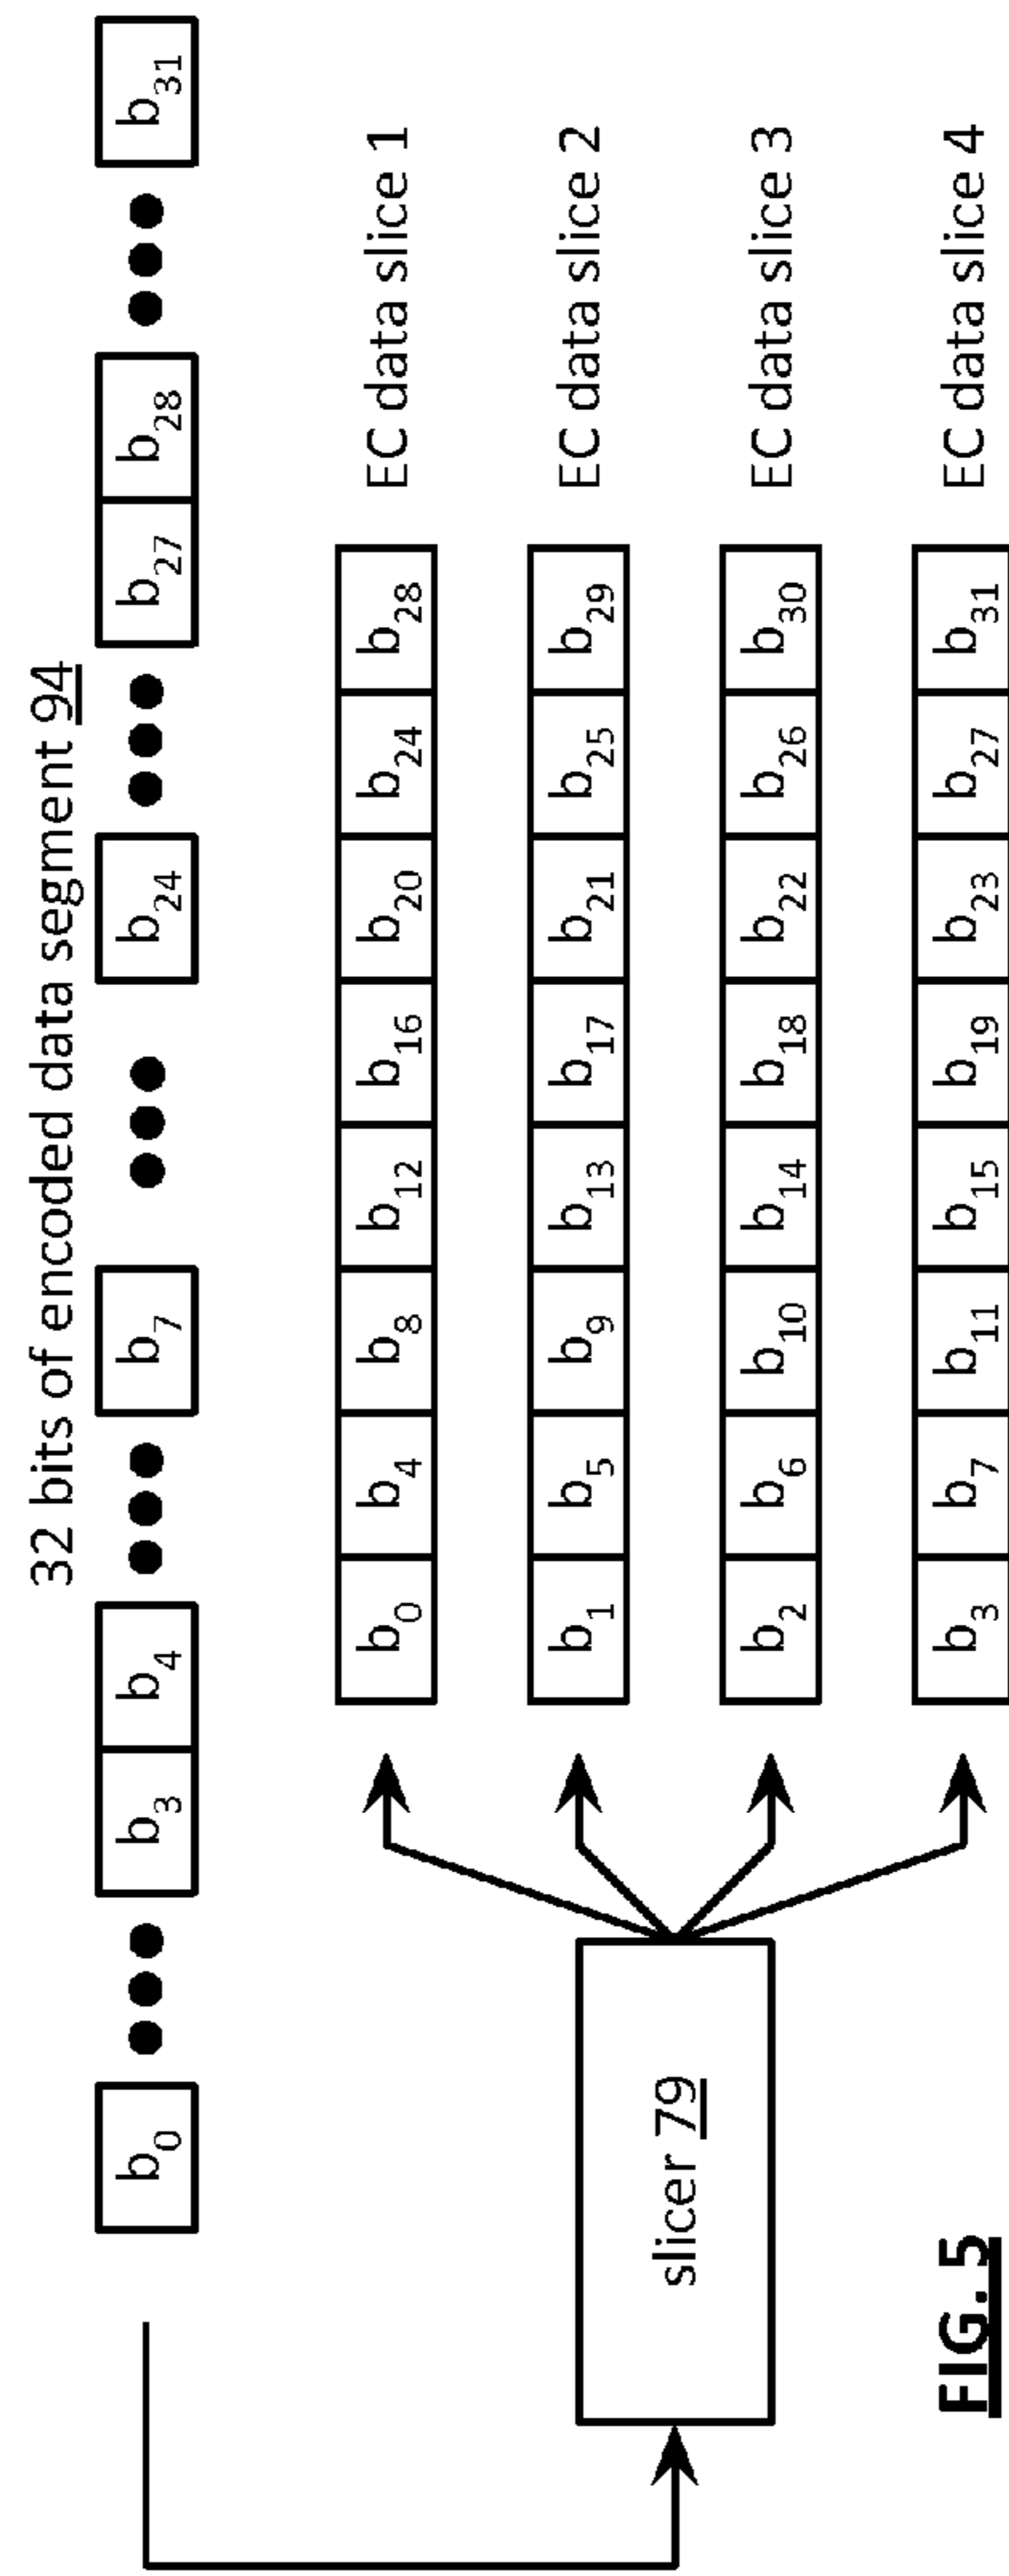 32 bits of encoded data segment 94
b0 b3 b4 b7 b24 b27 b28 b31
b0 b4 b8 b12 b16 b20 b24 b28 EC data slice 1
b1 b5 b9 b13 b17 b21 b25 b29 EC data slice 2
slicer 79
b2 b6 b10 b14 b18 b22 b26 b30 EC data slice 3
b3 b7 b11 b15 b19 b23 b27 b31 EC data slice 4
FIG. 5